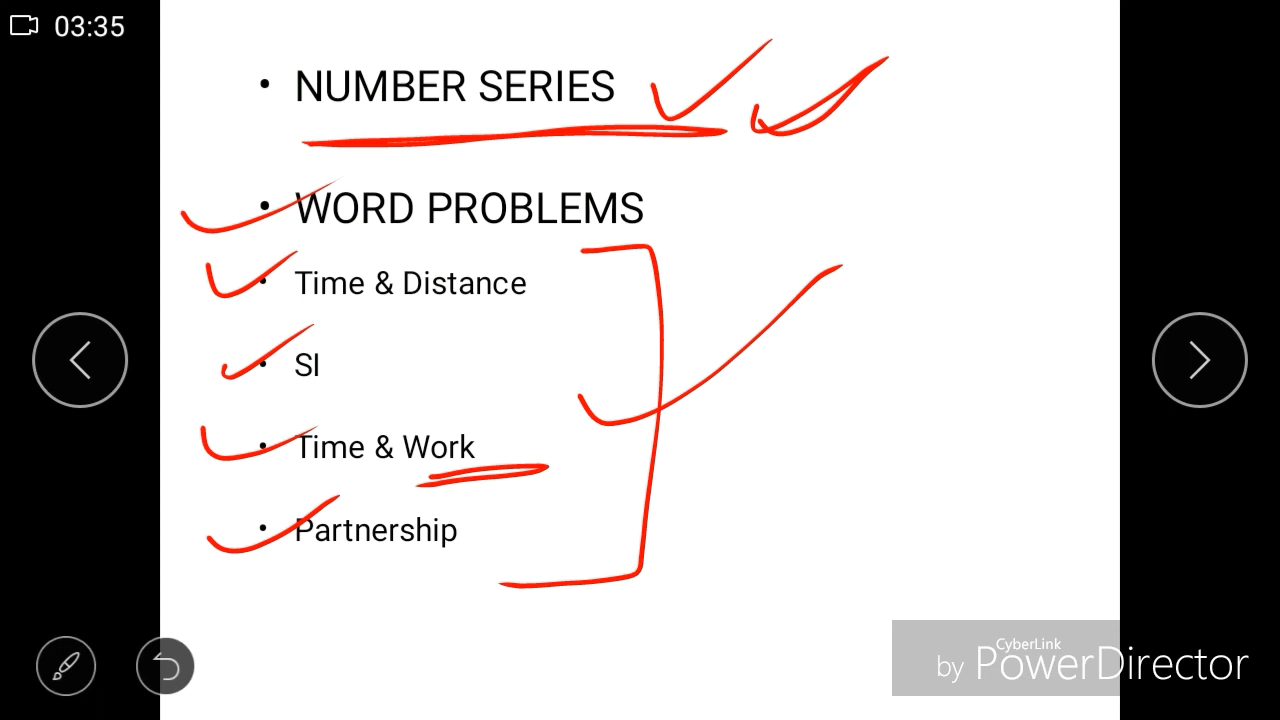 03:35
• NUMBER SERIES
• WORD PROBLEMS
• Time & Distance
• SI
• Time & Work
• Partnership
CyberLink
by PowerDirector